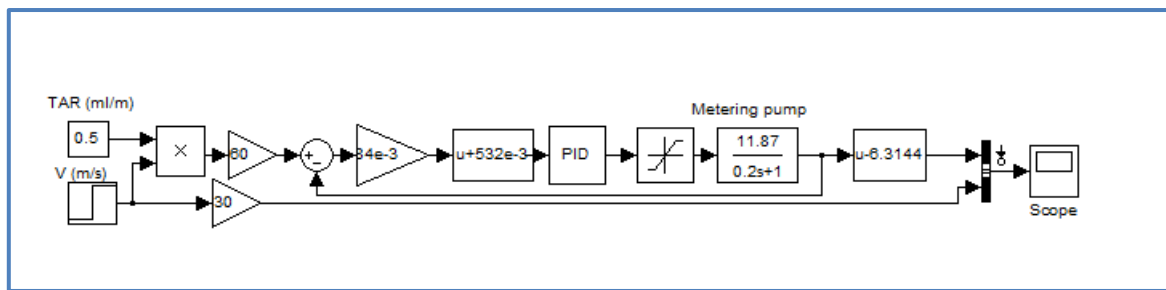 TAR (ml/m)
0.5
V (m/s)
×
60
30
+
−
84e-3
u+532e-3
PID
Metering pump
11.87
0.2s+1
u-6.3144
Scope